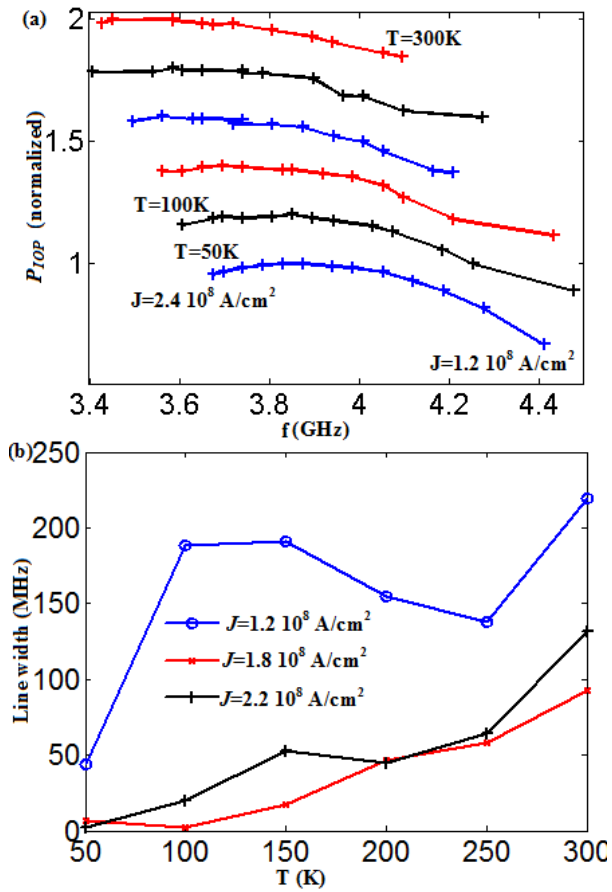 (a)
2
1.5
1
P_IOP (normalized)
T=300K
T=100K
T=50K
J=2.4 10^8 A/cm^2
J=1.2 10^8 A/cm^2
3.4 3.6 3.8 4 4.2 4.4
f (GHz)
(b)
250
200
150
100
50
0
Line width (MHz)
J=1.2 10^8 A/cm^2
J=1.8 10^8 A/cm^2
J=2.2 10^8 A/cm^2
50 100 150 200 250 300
T (K)